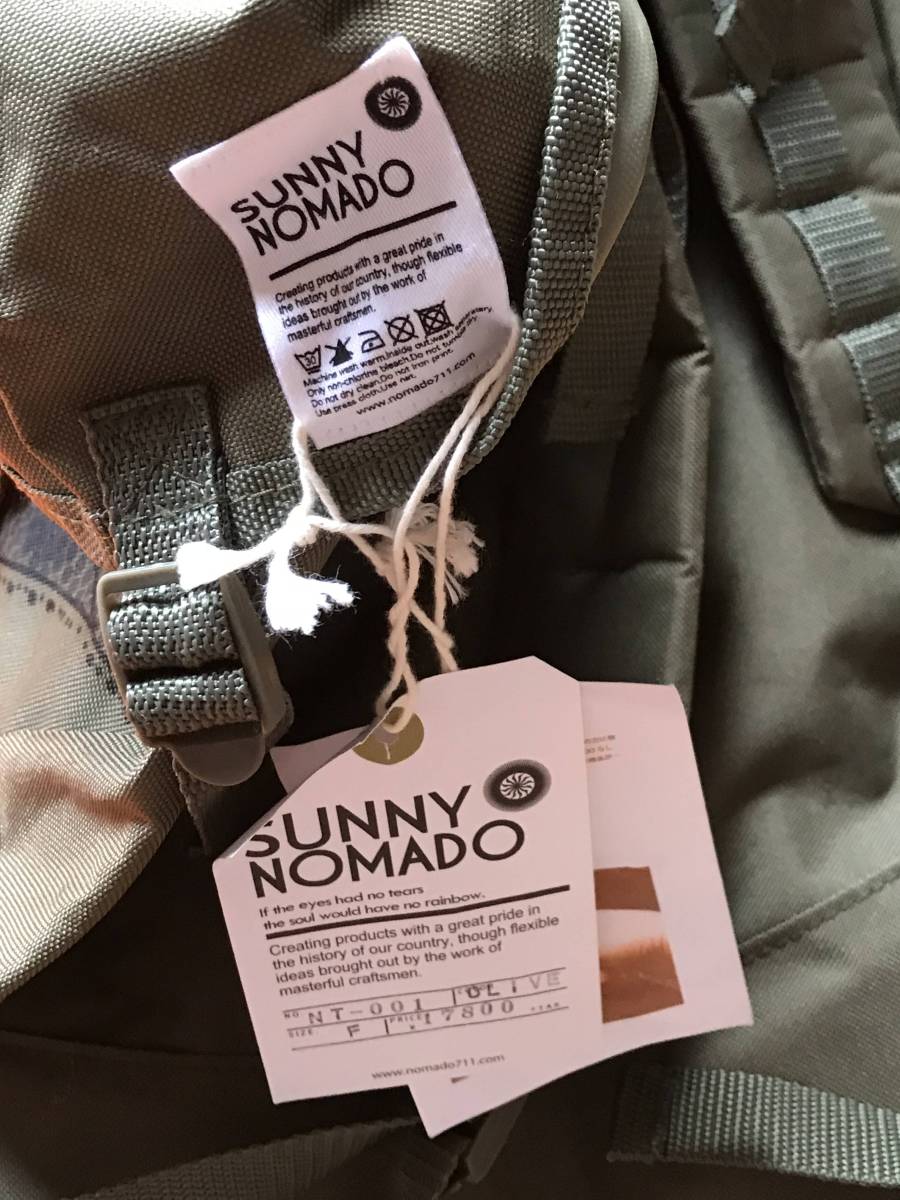 SUNNY
NOMADO
Creating products with a great pride in
the history of our country, though flexible
ideas brought out by the work of
masterful craftsmen.
30
Machine wash warm.Inside out.wash separately.
Only non-chlorine bleach.Do not tumble dry.
Do not dry clean.Do not iron print.
Use press cloth.Use net.
www.nomado711.com
SUNNY
NOMADO
If the eyes had no tears
the soul would have no rainbow.
Creating products with a great pride in
the history of our country, though flexible
ideas brought out by the work of
masterful craftsmen.
NO. NT-001 OLIVE
SIZE. F PRICE. 17800
www.nomado711.com